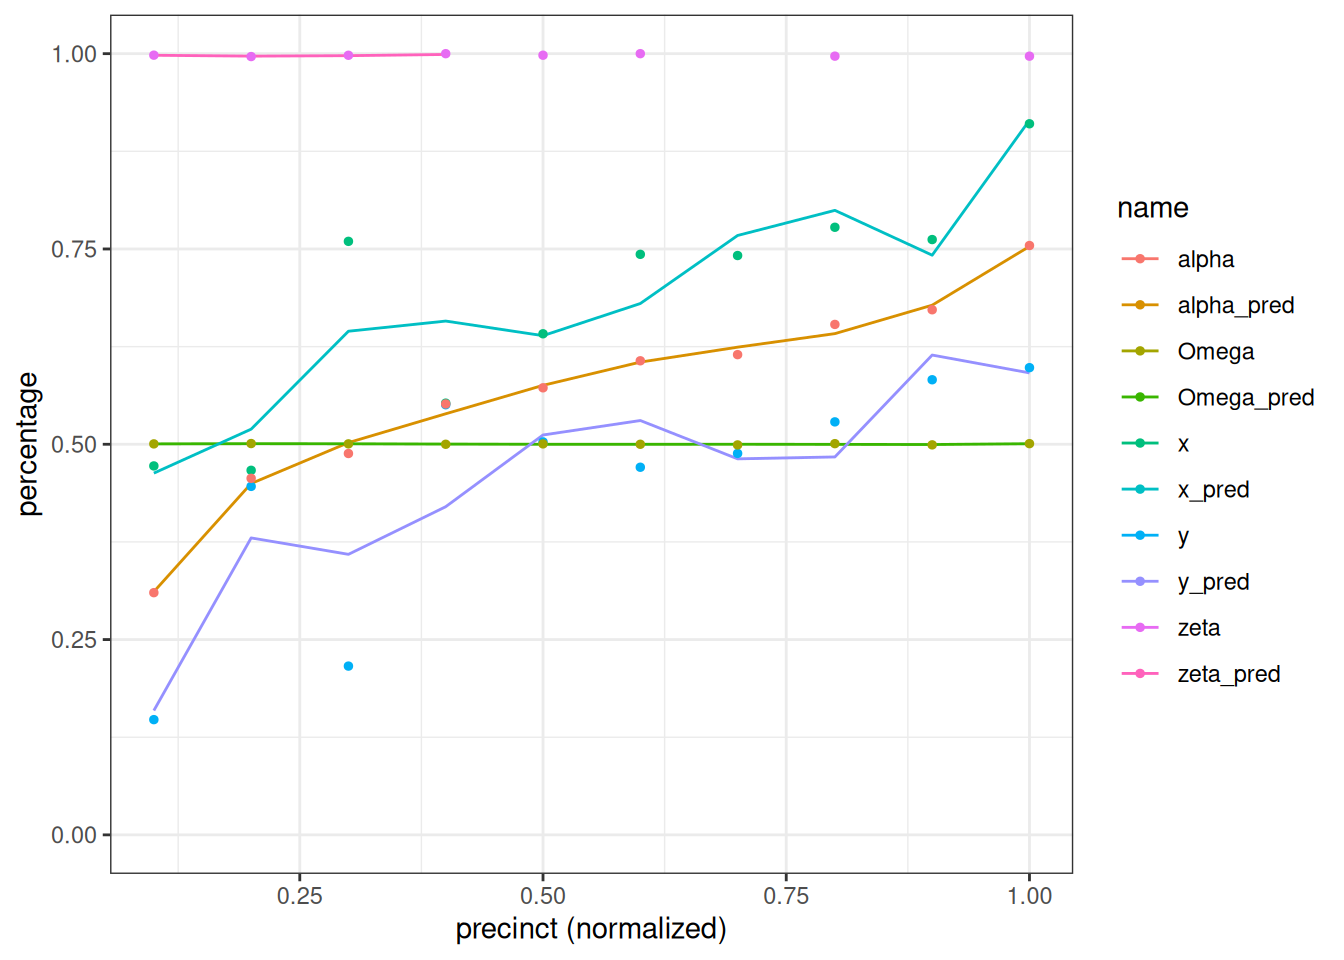 1.00
0.75
0.50
0.25
0.00
percentage
0.25 0.50 0.75 1.00
precinct (normalized)
name
alpha
alpha_pred
Omega
Omega_pred
x
x_pred
y
y_pred
zeta
zeta_pred